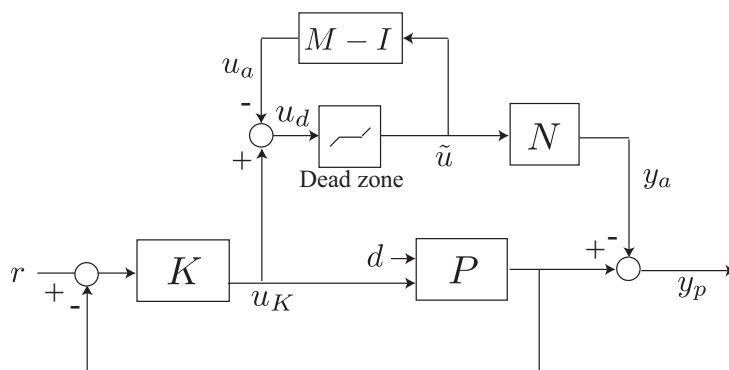 M − I
u_a
-
u_d
+
Dead zone
ũ
N
y_a
r
+
-
K
u_K
d
P
+
-
y_p